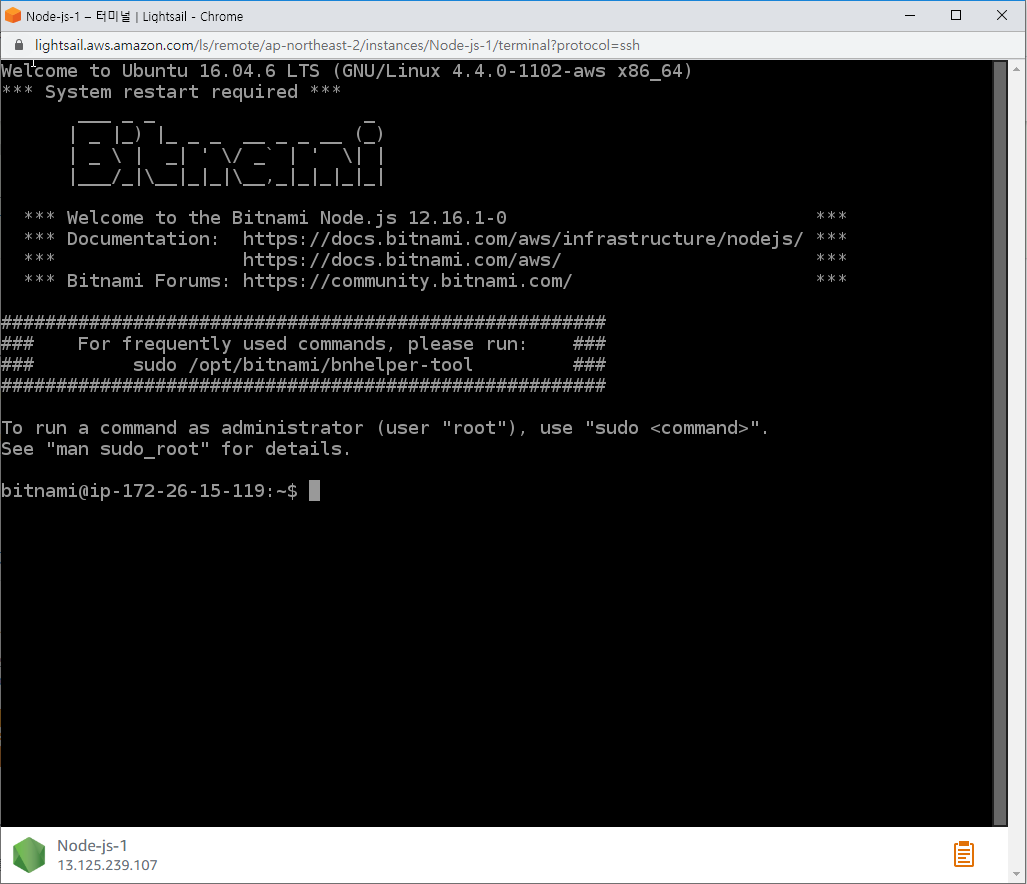 Node-js-1 – 터미널 | Lightsail - Chrome
lightsail.aws.amazon.com/ls/remote/ap-northeast-2/instances/Node-js-1/terminal?protocol=ssh
Welcome to Ubuntu 16.04.6 LTS (GNU/Linux 4.4.0-1102-aws x86_64)
*** System restart required ***
Bitnami
*** Welcome to the Bitnami Node.js 12.16.1-0 ***
*** Documentation: https://docs.bitnami.com/aws/infrastructure/nodejs/ ***
*** https://docs.bitnami.com/aws/ ***
*** Bitnami Forums: https://community.bitnami.com/ ***
#######################################################
### For frequently used commands, please run: ###
### sudo /opt/bitnami/bnhelper-tool ###
#######################################################
To run a command as administrator (user "root"), use "sudo <command>".
See "man sudo_root" for details.
bitnami@ip-172-26-15-119:~$
Node-js-1
13.125.239.107